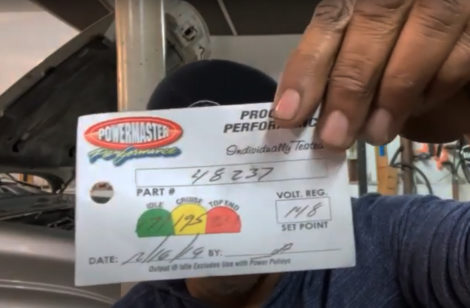 POWERMASTER
Performance
PERFORMANCE
Individually Tested
48237
PART #
IDLE CRUISE TOP END
195
VOLT. REG.
148
SET POINT
DATE: BY:
Output @ Idle Excludes Use with Power Pulleys